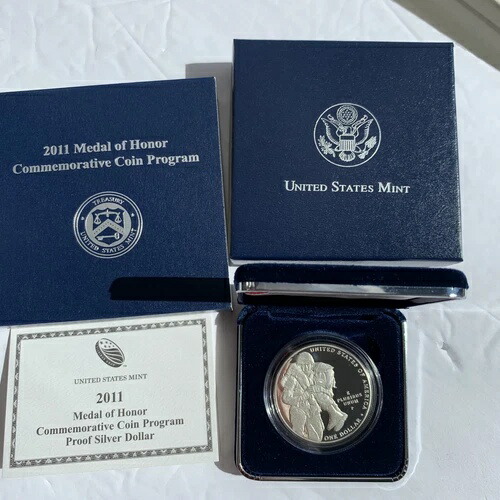 2011 Medal of Honor
Commemorative Coin Program
TREASURY
UNITED STATES MINT
UNITED STATES MINT
UNITED STATES MINT
2011
Medal of Honor
Commemorative Coin Program
Proof Silver Dollar
UNITED STATES OF AMERICA
E
PLURIBUS
UNUM
P
ONE DOLLAR